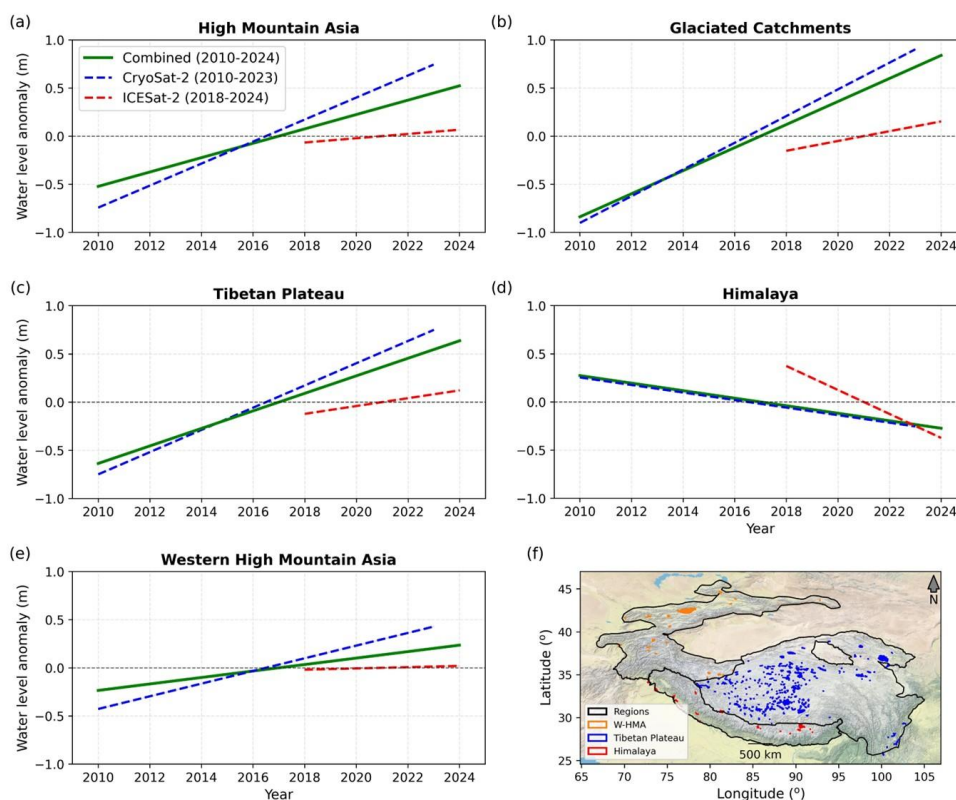 (a)
High Mountain Asia
Water level anomaly (m)
1.0
0.5
0.0
−0.5
−1.0
Combined (2010-2024)
CryoSat-2 (2010-2023)
ICESat-2 (2018-2024)
2010 2012 2014 2016 2018 2020 2022 2024
(b)
Glaciated Catchments
1.0
0.5
0.0
−0.5
−1.0
2010 2012 2014 2016 2018 2020 2022 2024
(c)
Tibetan Plateau
Water level anomaly (m)
1.0
0.5
0.0
−0.5
−1.0
2010 2012 2014 2016 2018 2020 2022 2024
(d)
Himalaya
1.0
0.5
0.0
−0.5
−1.0
2010 2012 2014 2016 2018 2020 2022 2024
Year
(e)
Western High Mountain Asia
Water level anomaly (m)
1.0
0.5
0.0
−0.5
−1.0
2010 2012 2014 2016 2018 2020 2022 2024
Year
(f)
N
Latitude (°)
45
40
35
30
25
Regions
W-HMA
Tibetan Plateau
Himalaya
500 km
65 70 75 80 85 90 95 100 105
Longitude (°)